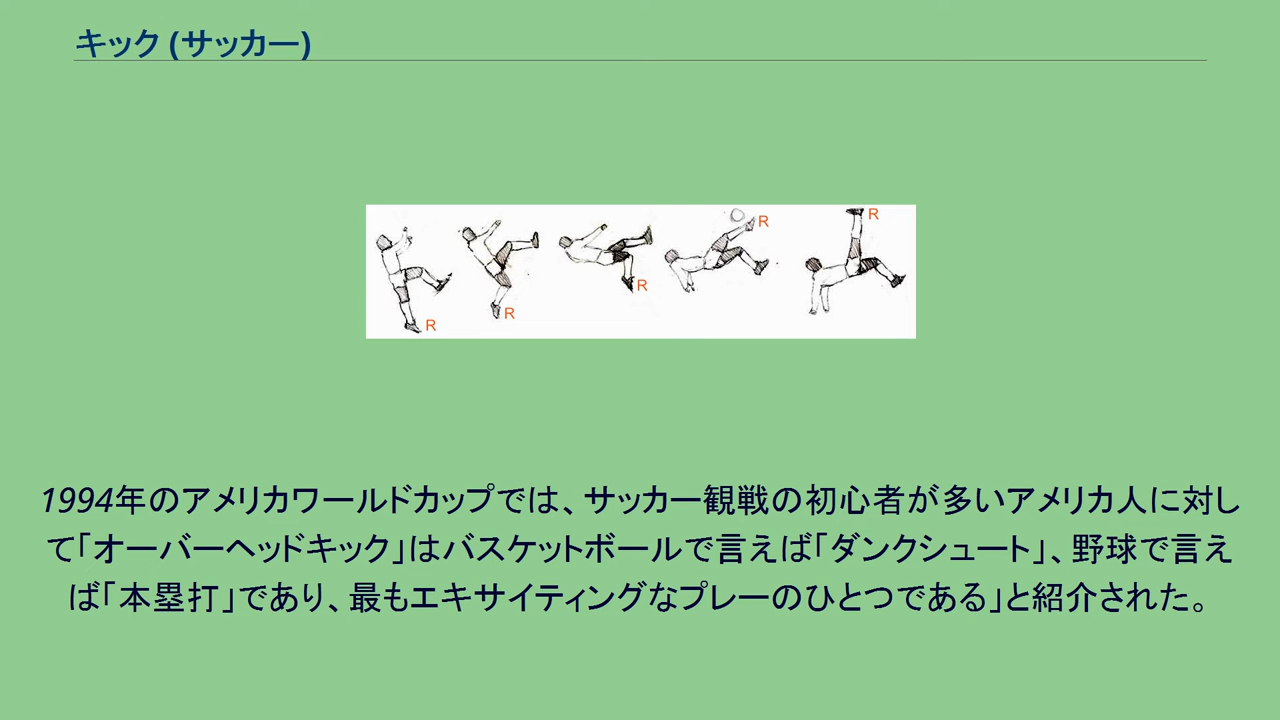 キック (サッカー)
R
R
R
R
R
1994年のアメリカワールドカップでは、サッカー観戦の初心者が多いアメリカ人に対し
て「オーバーヘッドキック」はバスケットボールで言えば「ダンクシュート」、野球で言え
ば「本塁打」であり、最もエキサイティングなプレーのひとつである」と紹介された。